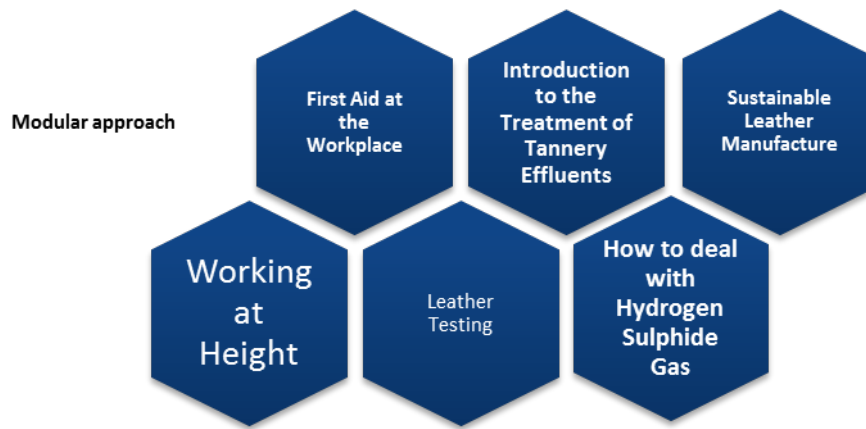 Modular approach
First Aid at
the
Workplace
Introduction
to the
Treatment of
Tannery
Effluents
Sustainable
Leather
Manufacture
Working
at
Height
Leather
Testing
How to deal
with
Hydrogen
Sulphide
Gas